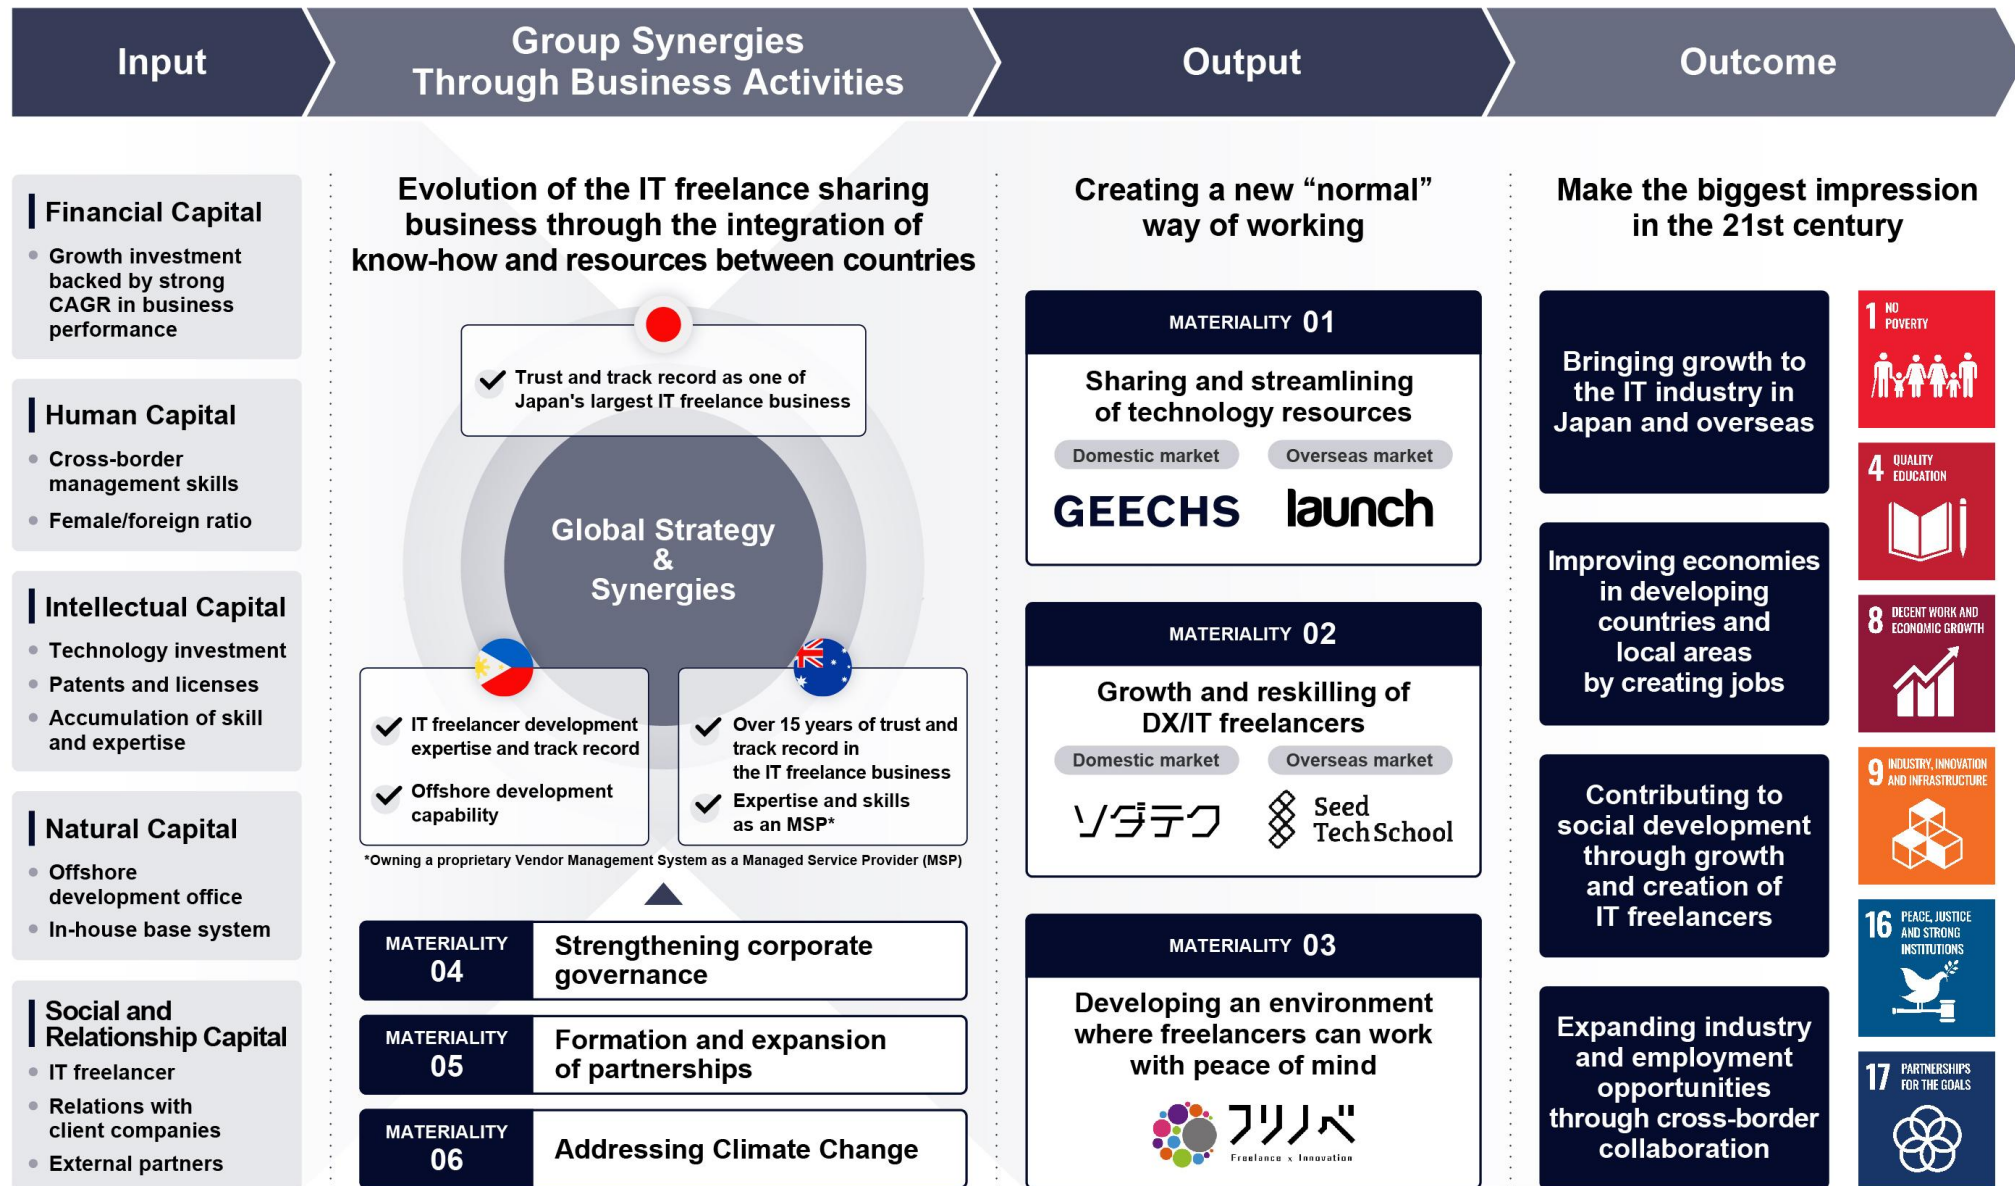 Input
Group Synergies
Through Business Activities
Output
Outcome
Financial Capital
Growth investment
backed by strong
CAGR in business
performance
Human Capital
Cross-border
management skills
Female/foreign ratio
Intellectual Capital
Technology investment
Patents and licenses
Accumulation of skill
and expertise
Natural Capital
Offshore
development office
In-house base system
Social and
Relationship Capital
IT freelancer
Relations with
client companies
External partners
Evolution of the IT freelance sharing
business through the integration of
know-how and resources between countries
Trust and track record as one of
Japan's largest IT freelance business
Global Strategy
&
Synergies
IT freelancer development
expertise and track record
Offshore development
capability
Over 15 years of trust and
track record in
the IT freelance business
Expertise and skills
as an MSP*
*Owning a proprietary Vendor Management System as a Managed Service Provider (MSP)
MATERIALITY
04
Strengthening corporate
governance
MATERIALITY
05
Formation and expansion
of partnerships
MATERIALITY
06
Addressing Climate Change
Creating a new “normal”
way of working
MATERIALITY 01
Sharing and streamlining
of technology resources
Domestic market
Overseas market
GEECHS
launch
MATERIALITY 02
Growth and reskilling of
DX/IT freelancers
Domestic market
Overseas market
ソダテク
Seed
Tech School
MATERIALITY 03
Developing an environment
where freelancers can work
with peace of mind
フリノベ
Freelance x Innovation
Make the biggest impression
in the 21st century
Bringing growth to
the IT industry in
Japan and overseas
Improving economies
in developing
countries and
local areas
by creating jobs
Contributing to
social development
through growth
and creation of
IT freelancers
Expanding industry
and employment
opportunities
through cross-border
collaboration
1 NO
POVERTY
4 QUALITY
EDUCATION
8 DECENT WORK AND
ECONOMIC GROWTH
9 INDUSTRY, INNOVATION
AND INFRASTRUCTURE
16 PEACE, JUSTICE
AND STRONG
INSTITUTIONS
17 PARTNERSHIPS
FOR THE GOALS